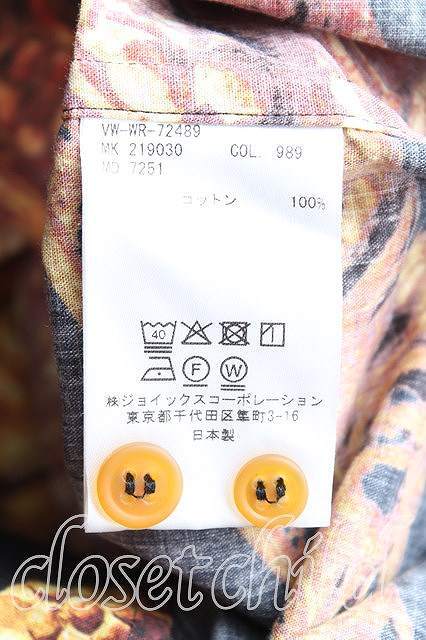 VW-WR-72489
MK 219030 COL. 989
MD 7251
コットン 100%
40
F W
株ジョイックスコーポレーション
東京都千代田区隼町3-16
日本製
closetchild